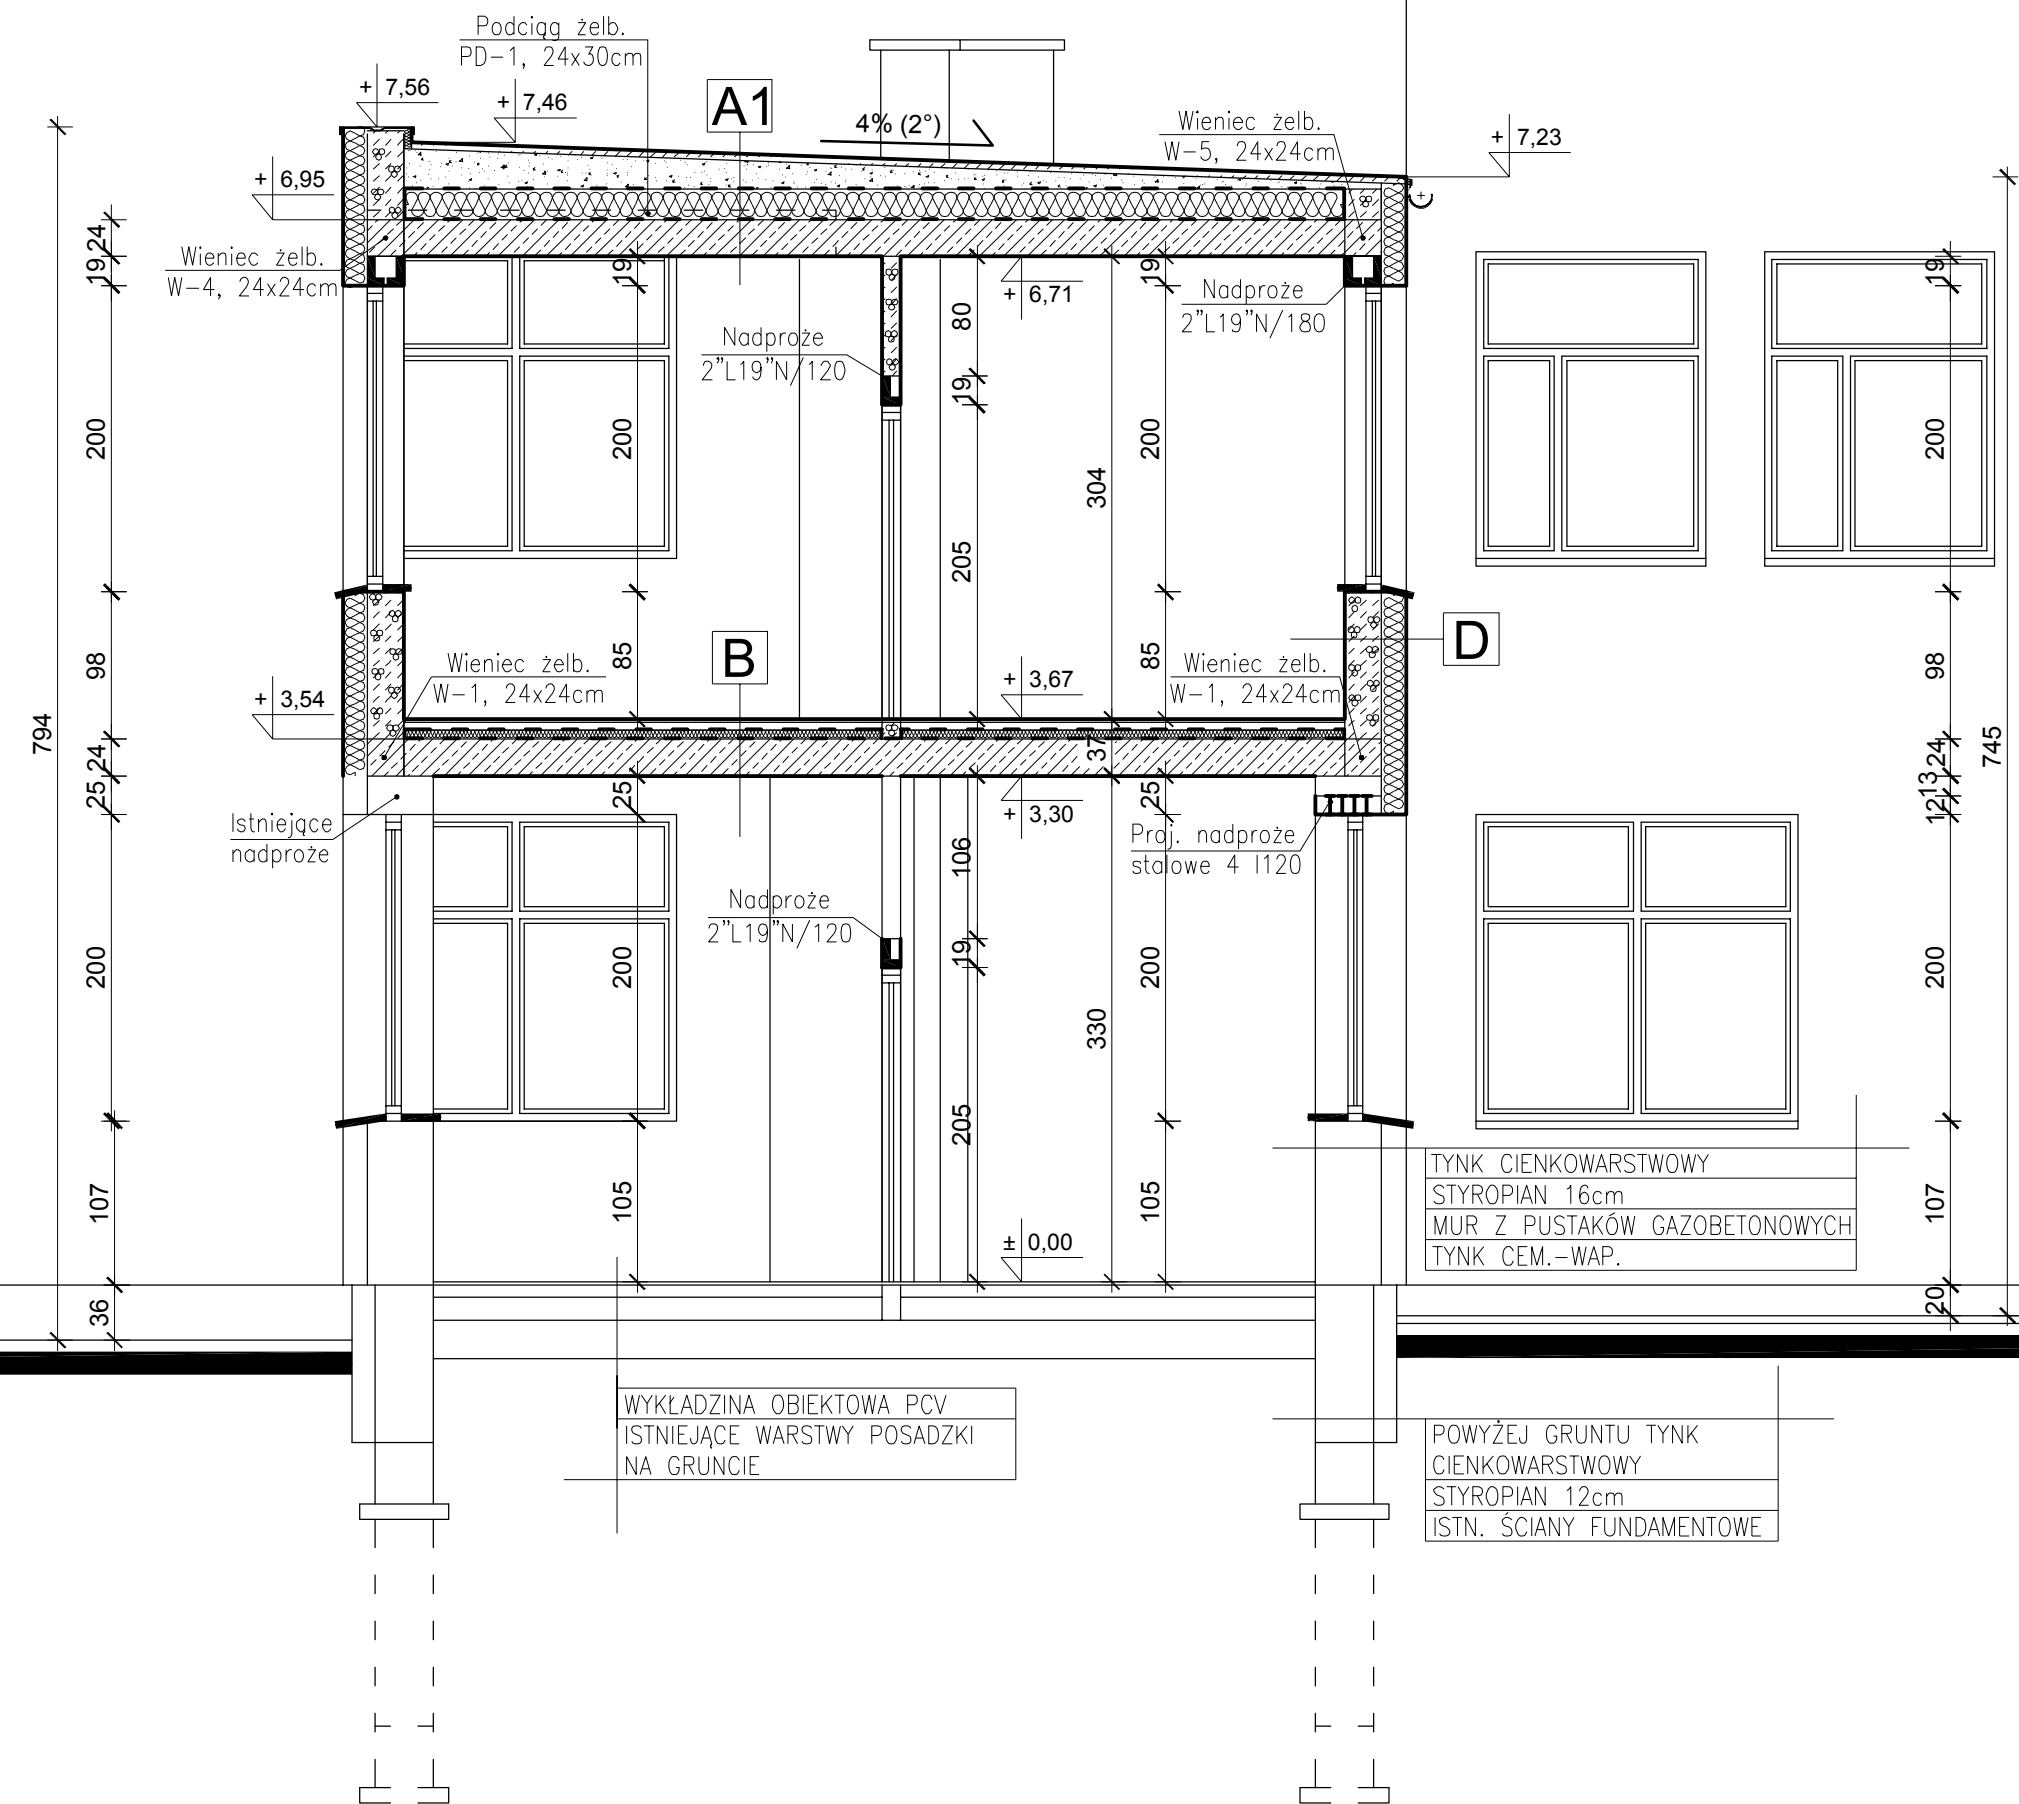 Podciąg żelb.
PD-1, 24x30cm
+ 7,56
+ 7,46
A1
4% (2°)
Wieniec żelb.
W-5, 24x24cm
+ 7,23
+ 6,95
Wieniec żelb.
W-4, 24x24cm
24
19
19
+ 6,71
19
Nadproże
2"L19"N/180
19
Nadproże
2"L19"N/120
80
19
200
200
304
200
200
205
98
85
85
98
B
D
Wieniec żelb.
W-1, 24x24cm
+ 3,67
Wieniec żelb.
W-1, 24x24cm
+ 3,54
794
745
24
37
24
25
25
25
13
12
Istniejące
nadproże
+ 3,30
Proj. nadproże
stalowe 4 I120
106
Nadproże
2"L19"N/120
19
200
200
330
200
200
205
107
105
105
107
± 0,00
TYNK CIENKOWARSTWOWY
STYROPIAN 16cm
MUR Z PUSTAKÓW GAZOBETONOWYCH
TYNK CEM.-WAP.
36
20
WYKŁADZINA OBIEKTOWA PCV
ISTNIEJĄCE WARSTWY POSADZKI
NA GRUNCIE
POWYŻEJ GRUNTU TYNK
CIENKOWARSTWOWY
STYROPIAN 12cm
ISTN. ŚCIANY FUNDAMENTOWE